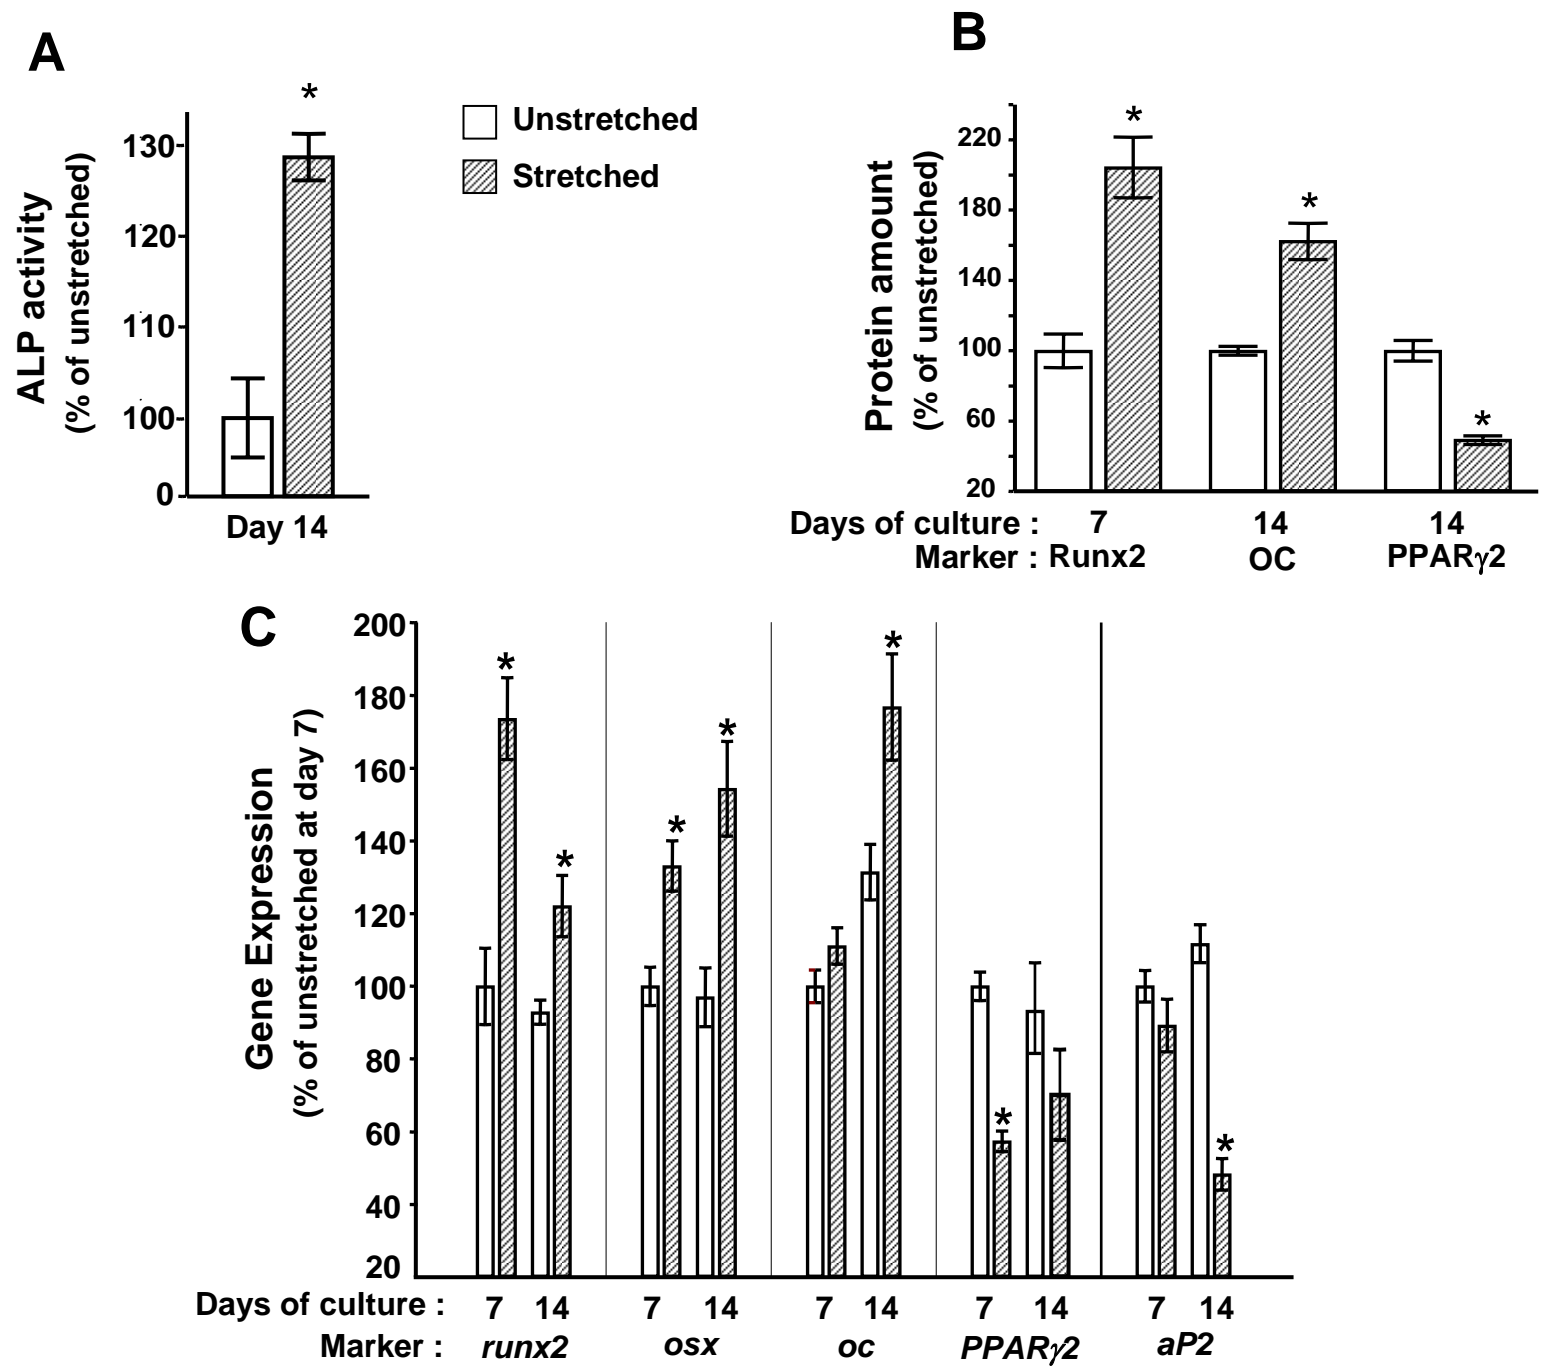 A
ALP activity
(% of unstretched)
130
120
110
100
0
*
Day 14
Unstretched
Stretched
B
Protein amount
(% of unstretched)
220
180
140
100
60
20
*
*
*
Days of culture : 7 14 14
Marker : Runx2 OC PPARγ2
C
Gene Expression
(% of unstretched at day 7)
200
180
160
140
120
100
80
60
40
20
*
*
*
*
*
*
*
Days of culture : 7 14 7 14 7 14 7 14 7 14
Marker : runx2 osx oc PPARγ2 aP2